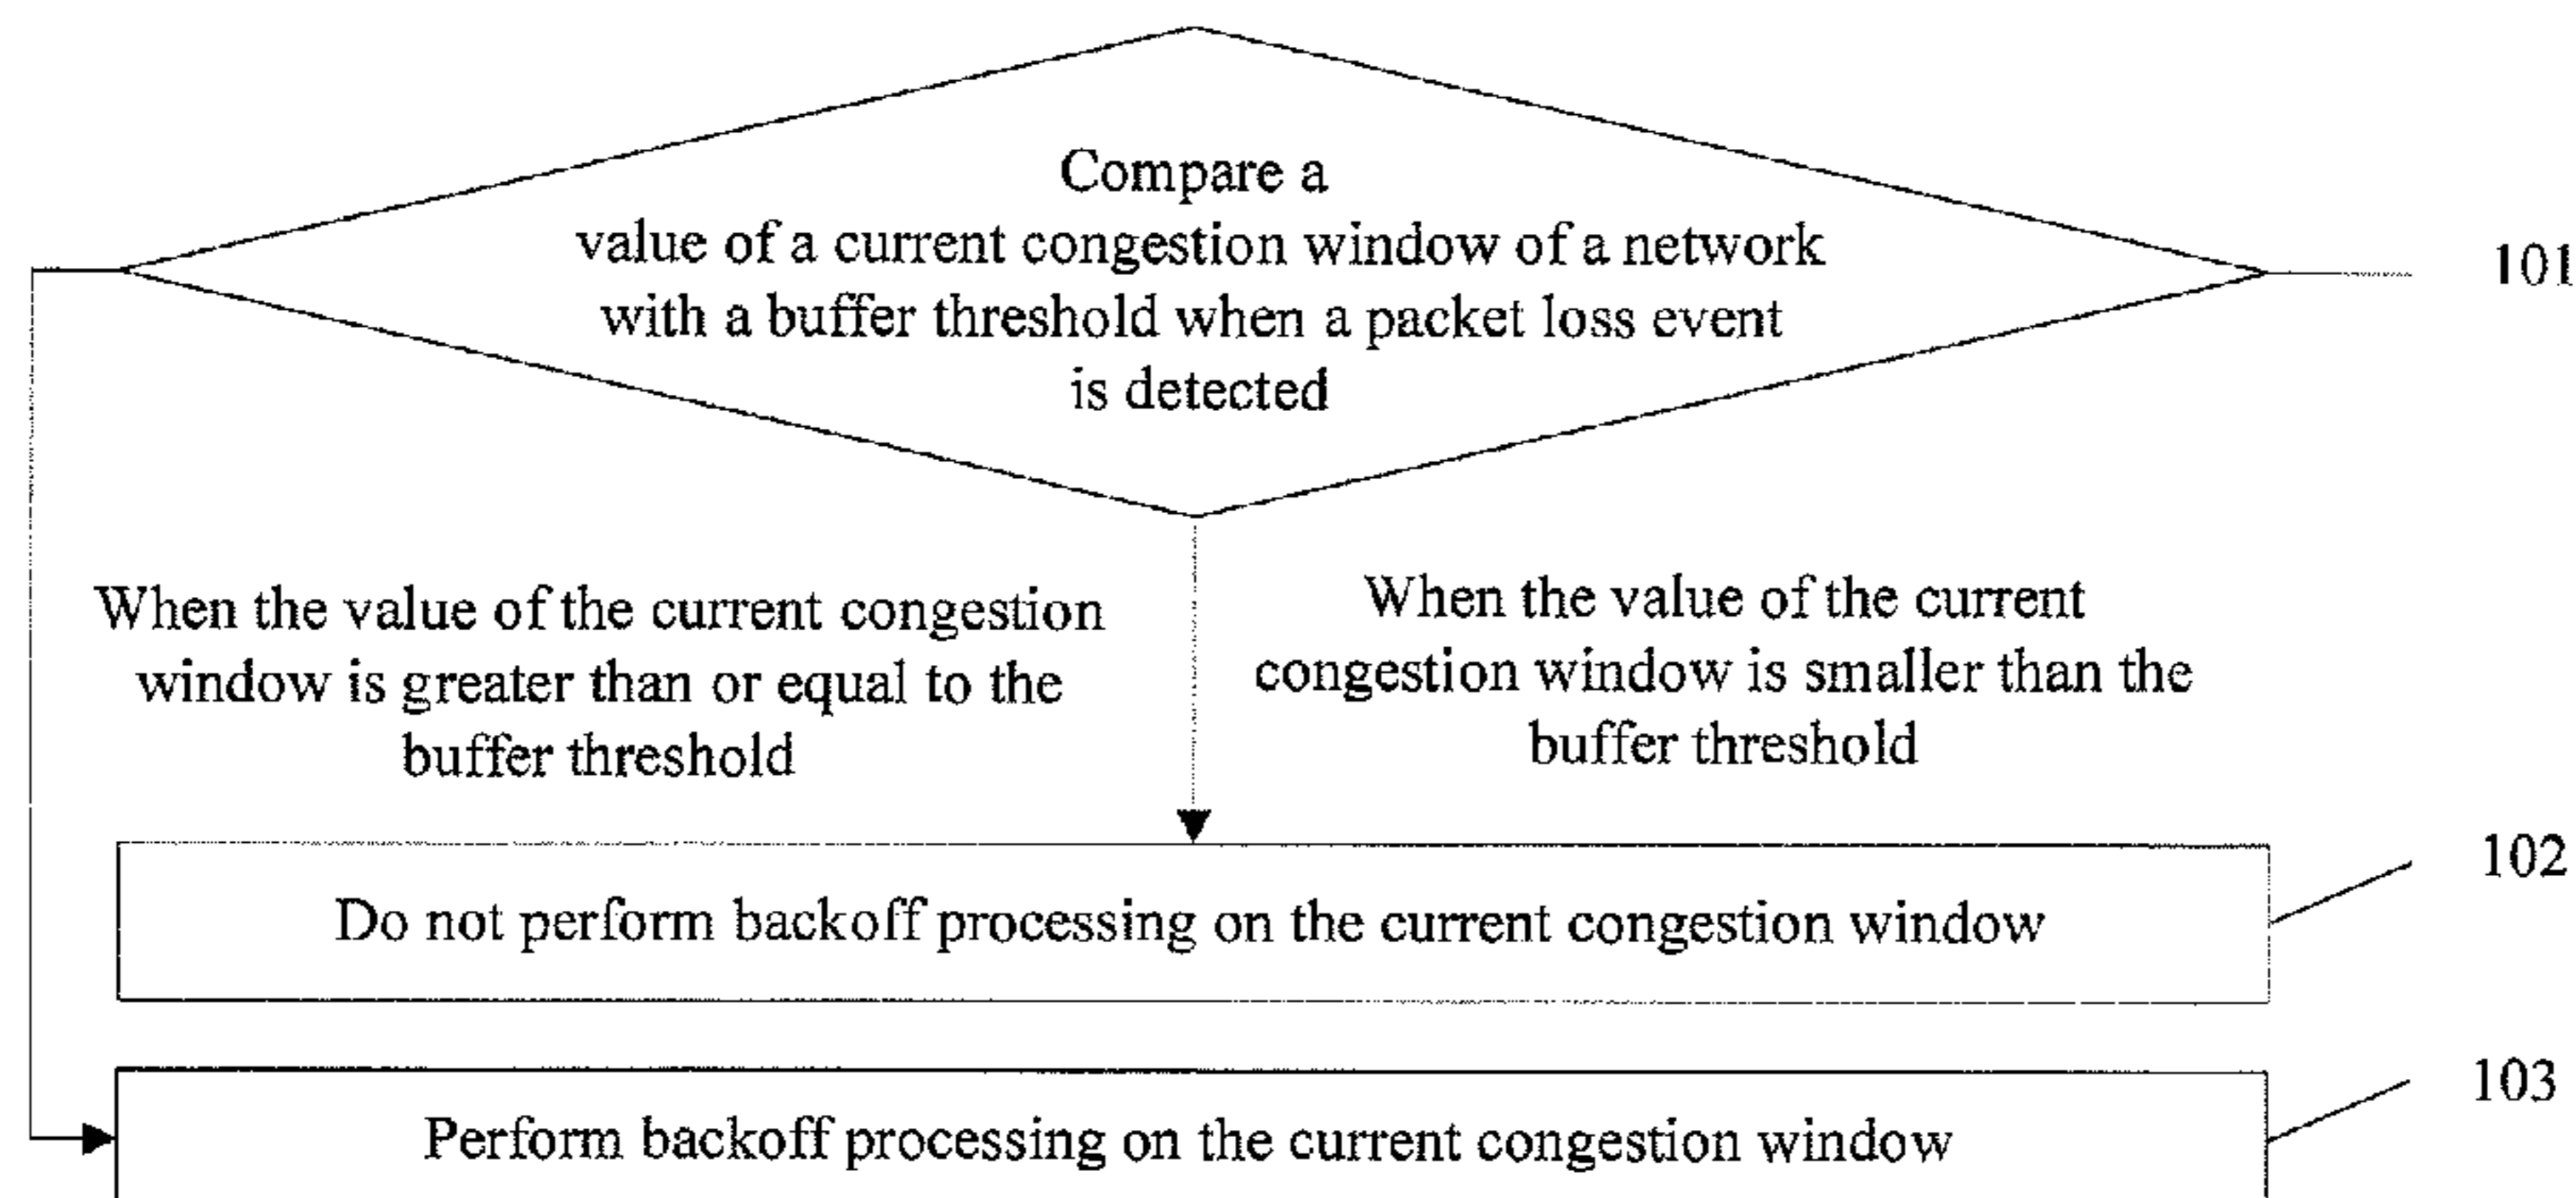 Compare a
value of a current congestion window of a network
with a buffer threshold when a packet loss event
is detected
101
When the value of the current congestion
window is greater than or equal to the
buffer threshold
When the value of the current
congestion window is smaller than the
buffer threshold
102
Do not perform backoff processing on the current congestion window
103
Perform backoff processing on the current congestion window